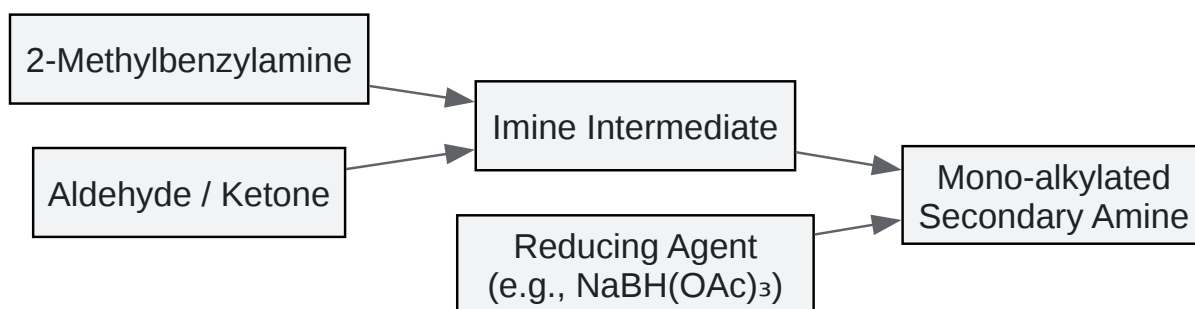 2-Methylbenzylamine
Aldehyde / Ketone
Imine Intermediate
Reducing Agent
(e.g., NaBH(OAc)₃)
Mono-alkylated
Secondary Amine